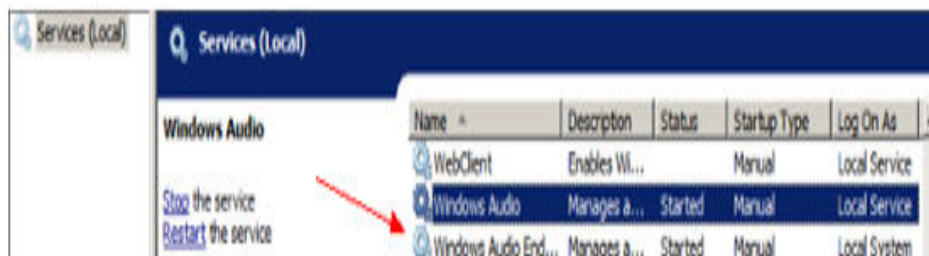 Services (Local)
Services (Local)
Windows Audio
Stop the service
Restart the service
Name Description Status Startup Type Log On As
WebClient Enables Wi... Manual Local Service
Windows Audio Manages a... Started Manual Local Service
Windows Audio End... Manages a... Started Manual Local System